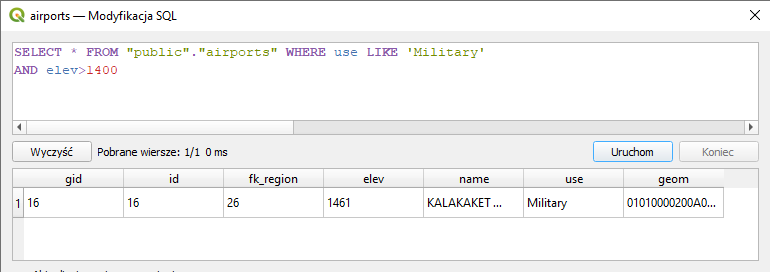 airports — Modyfikacja SQL
SELECT * FROM "public"."airports" WHERE use LIKE 'Military'
AND elev>1400
Wyczyść Pobrane wiersze: 1/1 0 ms Uruchom Koniec
gid id fk_region elev name use geom
1 16 16 26 1461 KALAKAKET ... Military 01010000200A0...